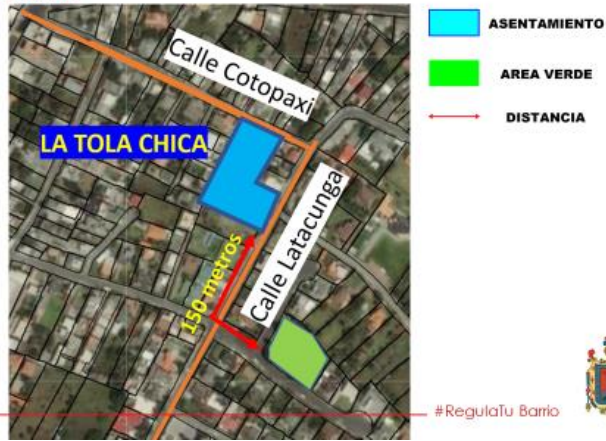 Calle Cotopaxi
LA TOLA CHICA
150 metros
Calle Latacunga
ASENTAMIENTO
AREA VERDE
DISTANCIA
#RegulaTu Barrio